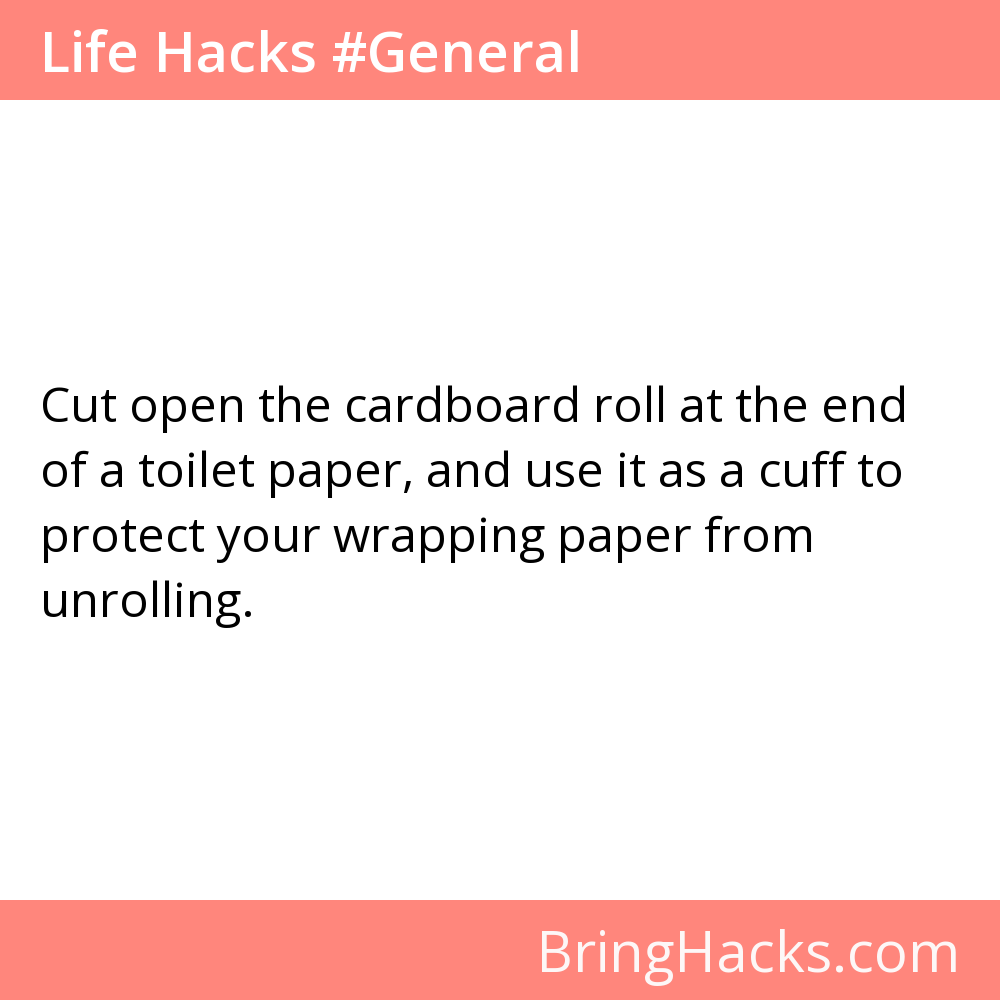 Life Hacks #General
Cut open the cardboard roll at the end
of a toilet paper, and use it as a cuff to
protect your wrapping paper from
unrolling.
BringHacks.com